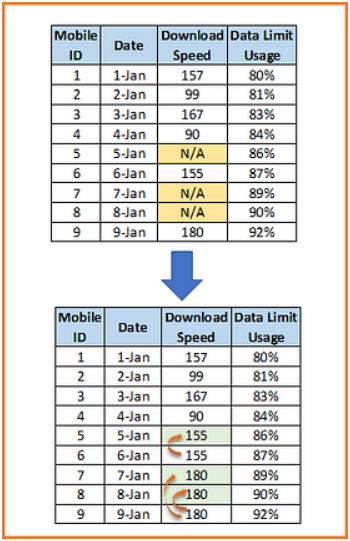 Mobile ID Date Download Speed Data Limit Usage
1 1-Jan 157 80%
2 2-Jan 99 81%
3 3-Jan 167 83%
4 4-Jan 90 84%
5 5-Jan N/A 86%
6 6-Jan 155 87%
7 7-Jan N/A 89%
8 8-Jan N/A 90%
9 9-Jan 180 92%
Mobile ID Date Download Speed Data Limit Usage
1 1-Jan 157 80%
2 2-Jan 99 81%
3 3-Jan 167 83%
4 4-Jan 90 84%
5 5-Jan 155 86%
6 6-Jan 155 87%
7 7-Jan 180 89%
8 8-Jan 180 90%
9 9-Jan 180 92%